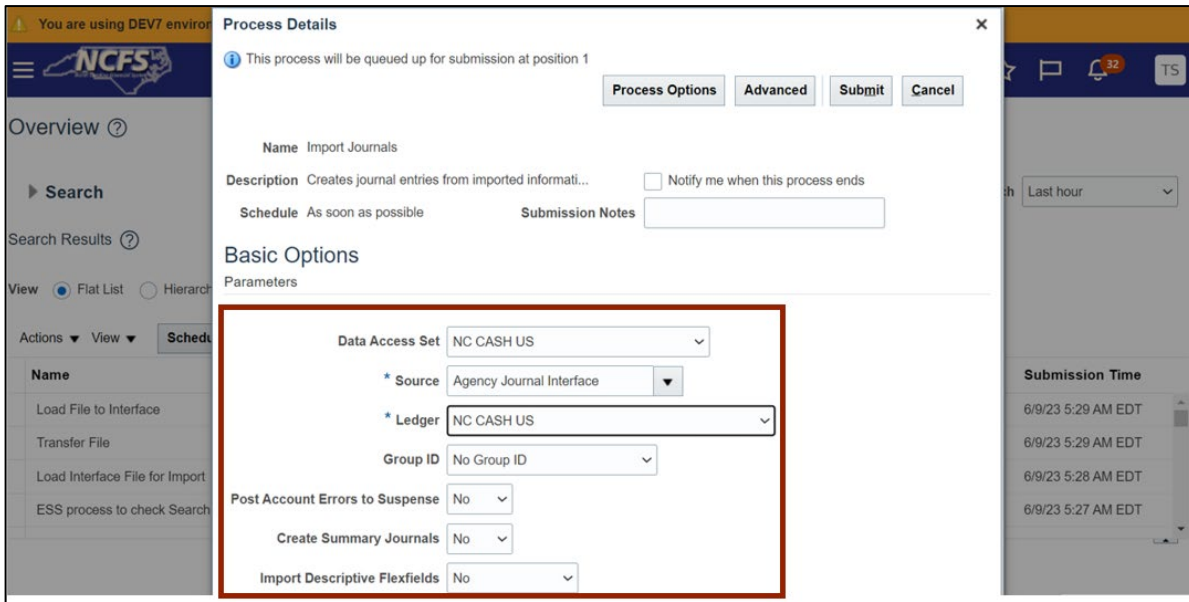 You are using DEV7 environ
Process Details
This process will be queued up for submission at position 1
NCFS
32
TS
Process Options Advanced Submit Cancel
Overview
Name Import Journals
Description Creates journal entries from imported informati...
Notify me when this process ends
Search
Last hour
Schedule As soon as possible
Submission Notes
Search Results
Basic Options
Parameters
View Flat List Hierarch
Actions View Schedu
Data Access Set NC CASH US
Name
* Source Agency Journal Interface
Submission Time
Load File to Interface
* Ledger NC CASH US
6/9/23 5:29 AM EDT
Transfer File
6/9/23 5:29 AM EDT
Group ID No Group ID
Load Interface File for Import
6/9/23 5:28 AM EDT
Post Account Errors to Suspense No
ESS process to check Search
6/9/23 5:27 AM EDT
Create Summary Journals No
Import Descriptive Flexfields No